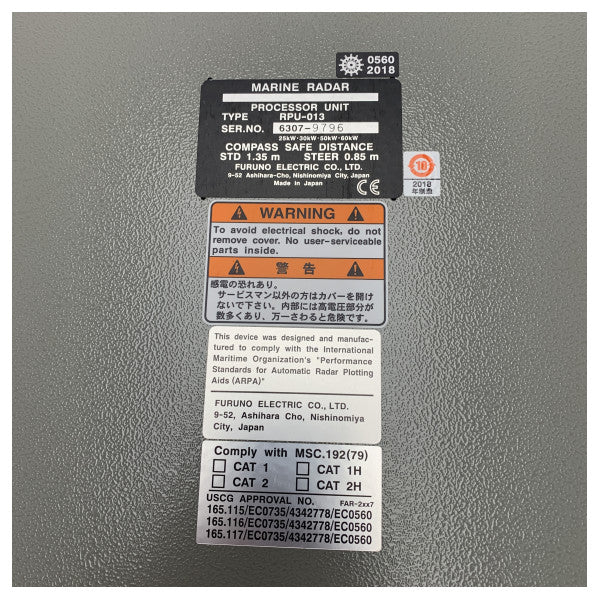 0560
2018
MARINE RADAR
PROCESSOR UNIT
TYPE RPU-013
SER.NO. 6307-9796
25kW·30kW·50kW·60kW
COMPASS SAFE DISTANCE
STD 1.35 m STEER 0.85 m
FURUNO ELECTRIC CO., LTD.
9-52 Ashihara-Cho, Nishinomiya City, Japan
Made in Japan
CE
16
2018
年製造
WARNING
To avoid electrical shock, do not
remove cover. No user-serviceable
parts inside.
警告
感電の恐れあり。
サービスマン以外の方はカバーを開け
ないで下さい。内部には高電圧部分が
数多くあり、万一さわると危険です。
This device was designed and manufac-
tured to comply with the International
Maritime Organization's "Performance
Standards for Automatic Radar Plotting
Aids (ARPA)"
FURUNO ELECTRIC CO., LTD.
9-52, Ashihara Cho, Nishinomiya
City, Japan
Comply with MSC.192(79)
CAT 1 CAT 1H
CAT 2 CAT 2H
USCG APPROVAL NO. FAR-2xx7
165.115/EC0735/4342778/EC0560
165.116/EC0735/4342778/EC0560
165.117/EC0735/4342778/EC0560